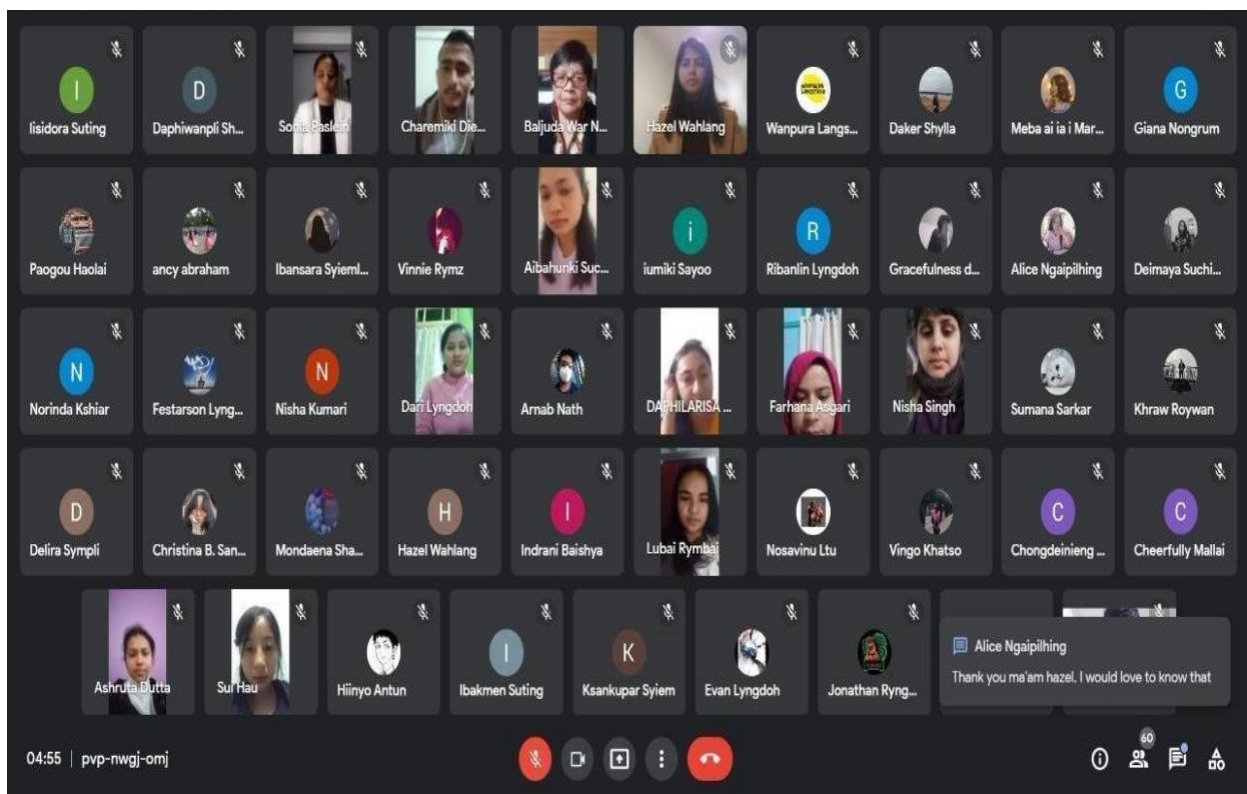 I
Iisidora Suting
D
Daphiwanpli Sh...
Sonia Paslein
Charemiki Die...
Baljuda War N...
Hazel Wahlang
Wanpura Langs...
Daker Shylla
Meba ai ia i Mar...
G
Giana Nongrum
Paogou Haolai
ancy abraham
Ibansara Syieml...
Vinnie Rymz
Aibahunki Suc...
i
iumiki Sayoo
R
Ribanlin Lyngdoh
Gracefulness d...
Alice Ngaipilhing
Deimaya Suchi...
N
Norinda Kshiar
Festarson Lyng...
N
Nisha Kumari
Dari Lyngdoh
Arnab Nath
DAPHILARISA ...
Farhana Asgari
Nisha Singh
Sumana Sarkar
Khraw Roywan
D
Delira Sympli
Christina B. San...
Mondaena Sha...
H
Hazel Wahlang
I
Indrani Baishya
Lubai Rymbai
Nosavinu Ltu
Vingo Khatso
C
Chongdeinieng ...
C
Cheerfully Mallai
Ashruta Dutta
Sui Hau
Hiinyo Antun
I
Ibakmen Suting
K
Ksankupar Syiem
Evan Lyngdoh
Jonathan Ryng...
Alice Ngaipilhing
Thank you ma'am hazel. I would love to know that
04:55 | pvp-nwgj-omj
60